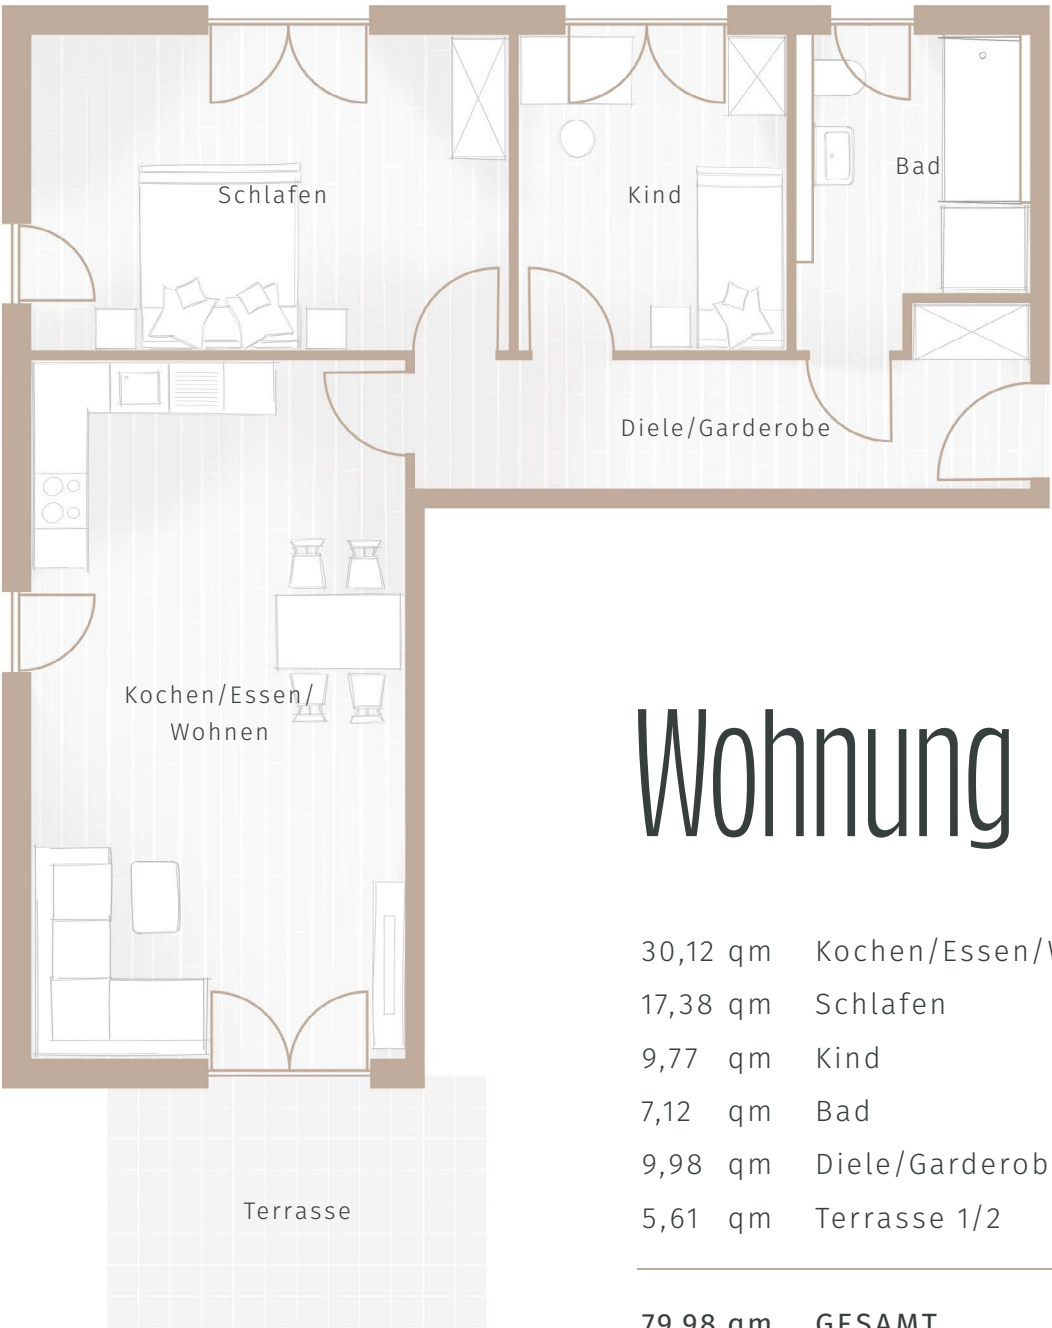 Schlafen
Kind
Bad
Diele/Garderobe
Kochen/Essen/
Wohnen
Terrasse
Wohnung
30,12 qm Kochen/Essen/
17,38 qm Schlafen
9,77 qm Kind
7,12 qm Bad
9,98 qm Diele/Garderob
5,61 qm Terrasse 1/2
79,98 qm GESAMT